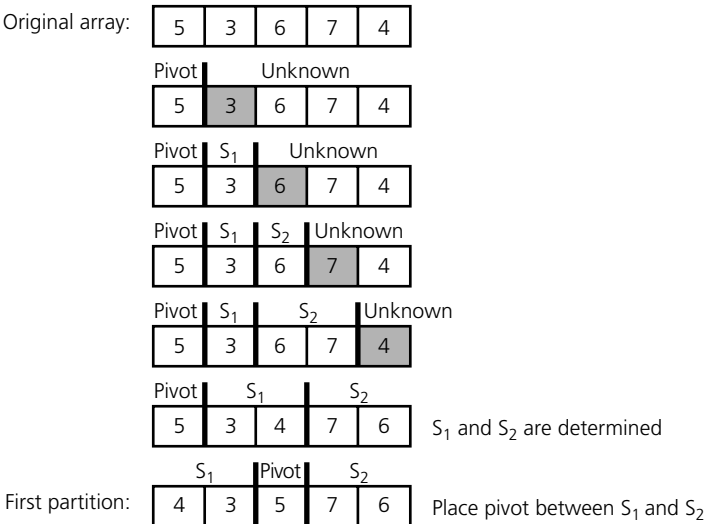 Original array: 5 3 6 7 4
Pivot Unknown
5 3 6 7 4
Pivot S₁ Unknown
5 3 6 7 4
Pivot S₁ S₂ Unknown
5 3 6 7 4
Pivot S₁ S₂ Unknown
5 3 6 7 4
Pivot S₁ S₂
5 3 4 7 6 S₁ and S₂ are determined
S₁ Pivot S₂
First partition: 4 3 5 7 6 Place pivot between S₁ and S₂